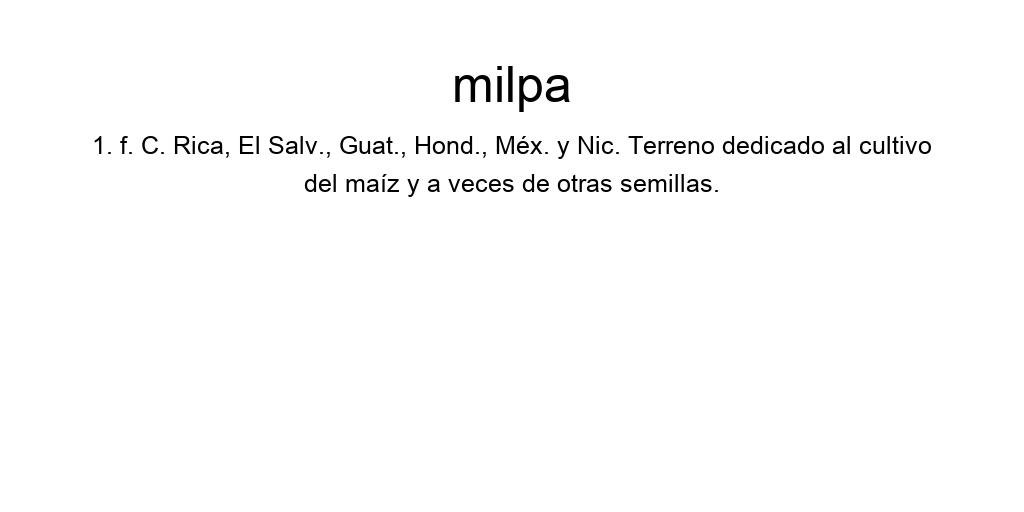 milpa
1. f. C. Rica, El Salv., Guat., Hond., Méx. y Nic. Terreno dedicado al cultivo
del maíz y a veces de otras semillas.